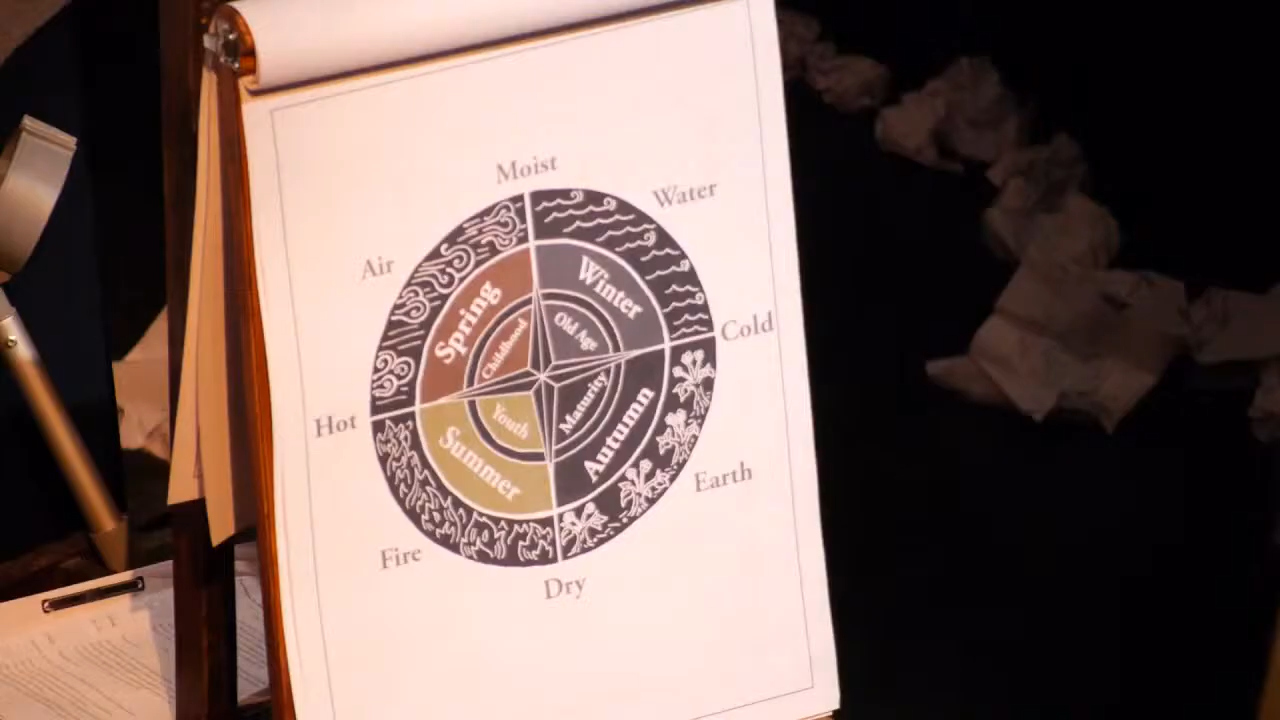 Moist
Water
Air
Winter
Spring
Old Age
Childhood
Cold
Hot
Youth
Maturity
Summer
Autumn
Earth
Fire
Dry